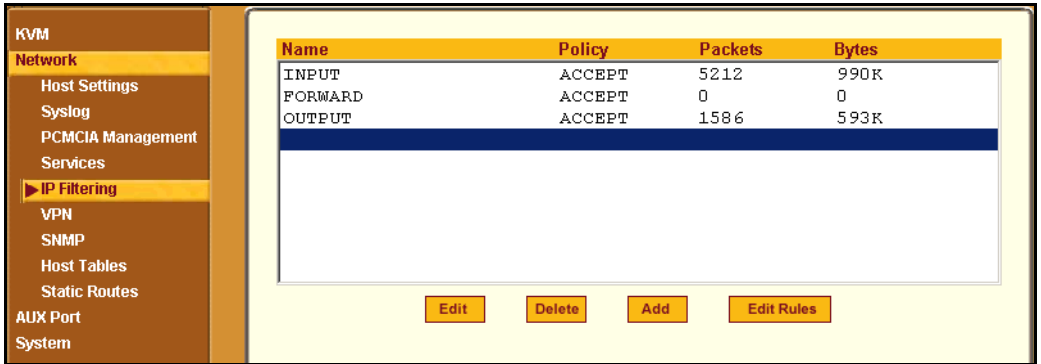 KVM
Network
Host Settings
Syslog
PCMCIA Management
Services
IP Filtering
VPN
SNMP
Host Tables
Static Routes
AUX Port
System
Name Policy Packets Bytes
INPUT ACCEPT 5212 990K
FORWARD ACCEPT 0 0
OUTPUT ACCEPT 1586 593K
Edit Delete Add Edit Rules